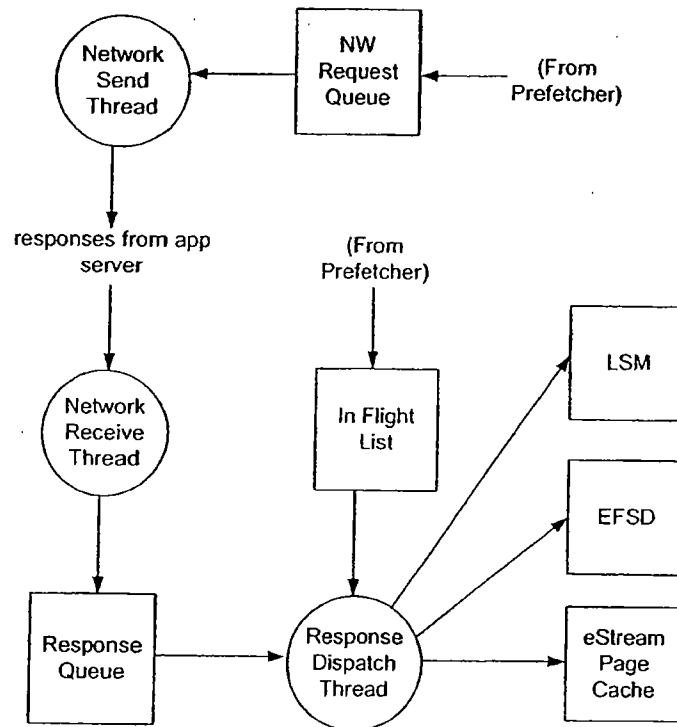 Network
Send
Thread
NW
Request
Queue
(From
Prefetcher)
responses from app
server
(From
Prefetcher)
Network
Receive
Thread
In Flight
List
LSM
EFSD
Response
Queue
Response
Dispatch
Thread
eStream
Page
Cache